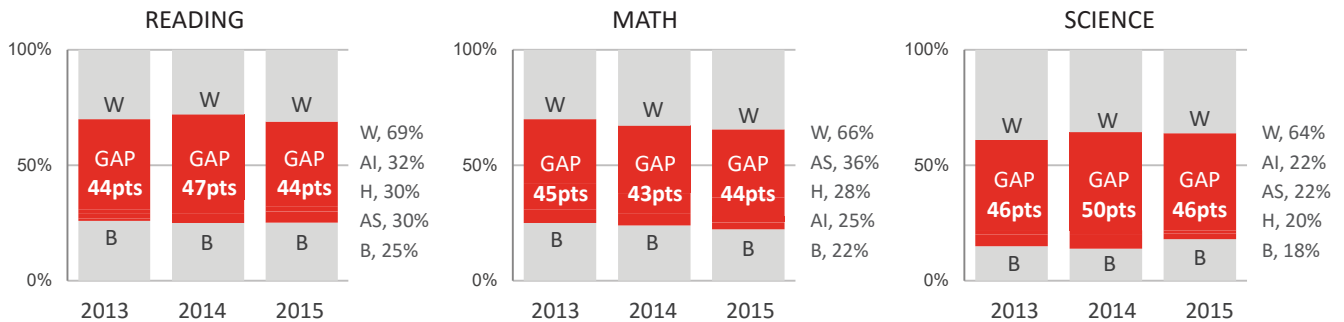 READING
100%
50%
0%
W
W
W
GAP
44pts
GAP
47pts
GAP
44pts
B
B
B
2013
2014
2015
W, 69%
AI, 32%
H, 30%
AS, 30%
B, 25%
MATH
100%
50%
0%
W
W
W
GAP
45pts
GAP
43pts
GAP
44pts
B
B
B
2013
2014
2015
W, 66%
AS, 36%
H, 28%
AI, 25%
B, 22%
SCIENCE
100%
50%
0%
W
W
W
GAP
46pts
GAP
50pts
GAP
46pts
B
B
B
2013
2014
2015
W, 64%
AI, 22%
AS, 22%
H, 20%
B, 18%